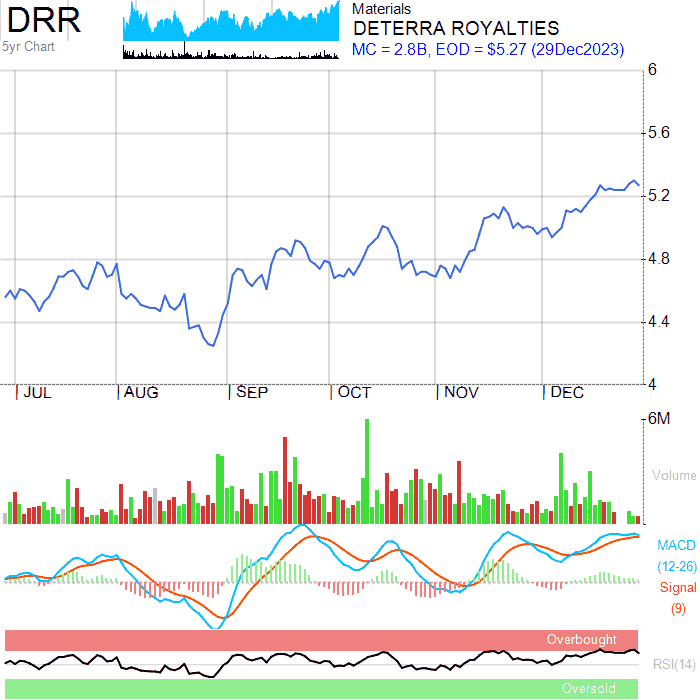 DRR
5yr Chart
Materials
DETERRA ROYALTIES
MC = 2.8B, EOD = $5.27 (29Dec2023)
6
5.6
5.2
4.8
4.4
4
JUL AUG SEP OCT NOV DEC
6M
Volume
MACD
(12-26)
Signal
(9)
Overbought
RSI(14)
Oversold